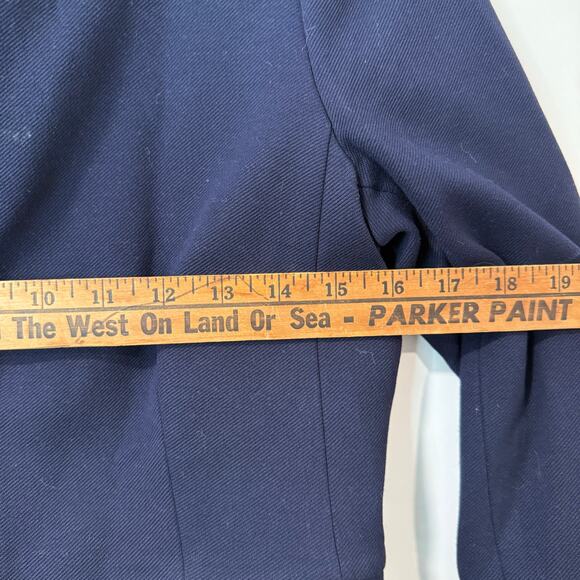 10 11 12 13 14 15 16 17 18 19
The West On Land Or Sea - PARKER PAINT